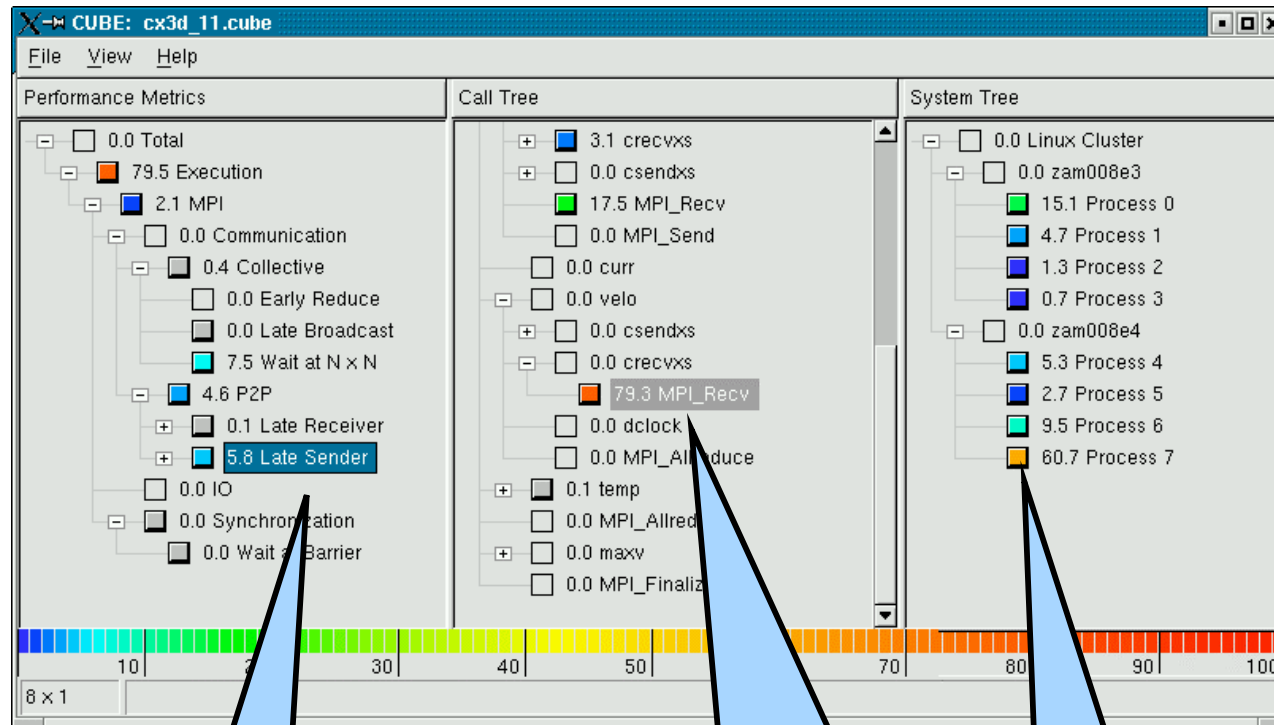 CUBE: cx3d_11.cube
File View Help
Performance Metrics
0.0 Total
79.5 Execution
2.1 MPI
0.0 Communication
0.4 Collective
0.0 Early Reduce
0.0 Late Broadcast
7.5 Wait at N × N
4.6 P2P
0.1 Late Receiver
5.8 Late Sender
0.0 IO
0.0 Synchronization
0.0 Wait at Barrier
Call Tree
3.1 crecvxs
0.0 csendxs
17.5 MPI_Recv
0.0 MPI_Send
0.0 curr
0.0 velo
0.0 csendxs
0.0 crecvxs
79.3 MPI_Recv
0.0 dclock
0.0 MPI_Allreduce
0.1 temp
0.0 MPI_Allred
0.0 maxv
0.0 MPI_Finaliz
System Tree
0.0 Linux Cluster
0.0 zam008e3
15.1 Process 0
4.7 Process 1
1.3 Process 2
0.7 Process 3
0.0 zam008e4
5.3 Process 4
2.7 Process 5
9.5 Process 6
60.7 Process 7
10 30 40 50 70 80 90 100
8 × 1